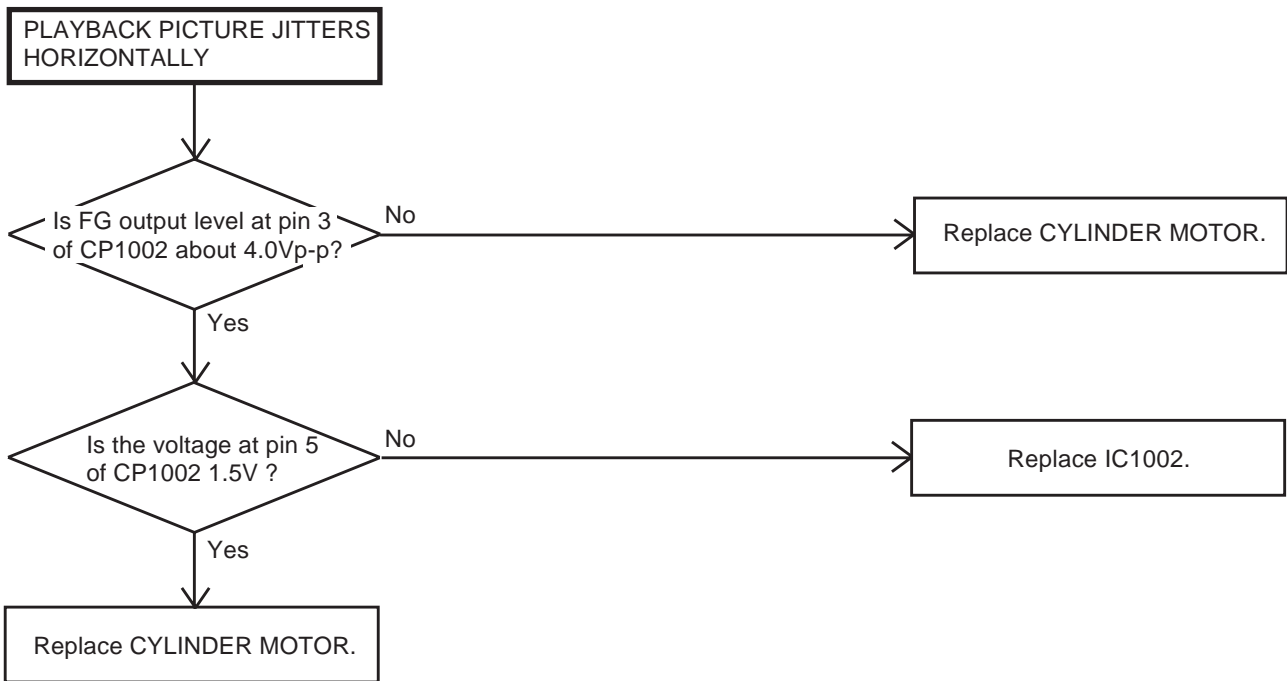 PLAYBACK PICTURE JITTERS
HORIZONTALLY
Is FG output level at pin 3
of CP1002 about 4.0Vp-p?
No
Replace CYLINDER MOTOR.
Yes
Is the voltage at pin 5
of CP1002 1.5V ?
No
Replace IC1002.
Yes
Replace CYLINDER MOTOR.